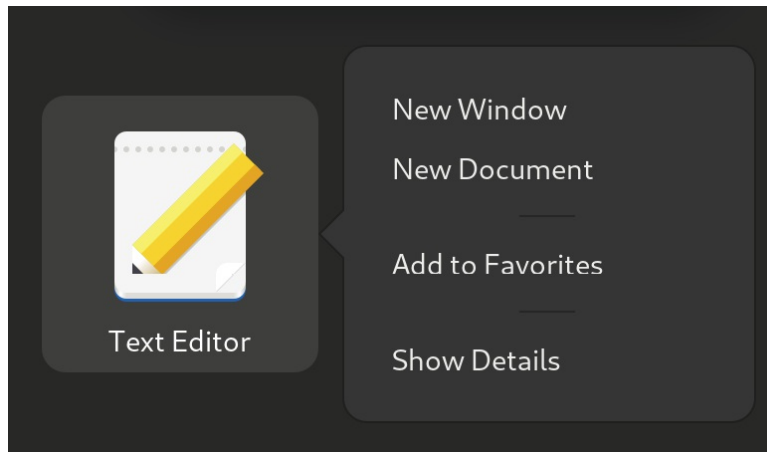 New Window
New Document
Add to Favorites
Show Details
Text Editor